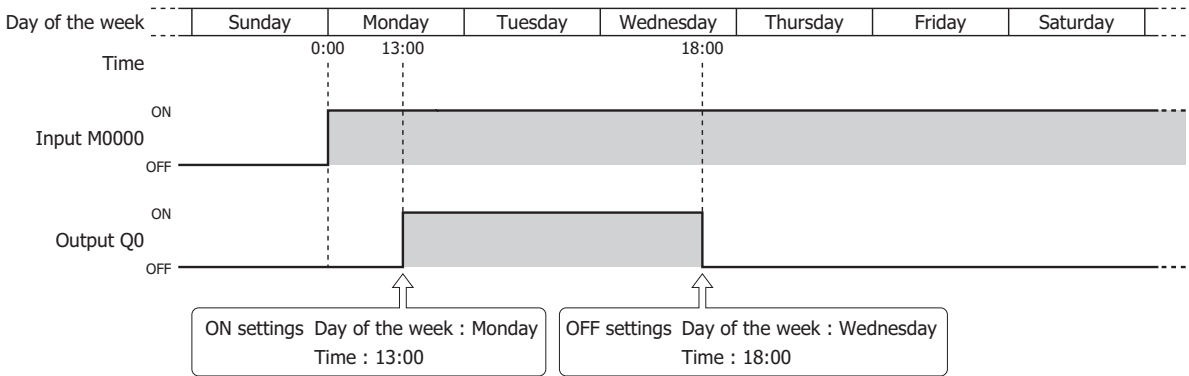 Day of the week Sunday Monday Tuesday Wednesday Thursday Friday Saturday
Time 0:00 13:00 18:00
ON
Input M0000
OFF
ON
Output Q0
OFF
ON settings Day of the week : Monday
Time : 13:00
OFF settings Day of the week : Wednesday
Time : 18:00